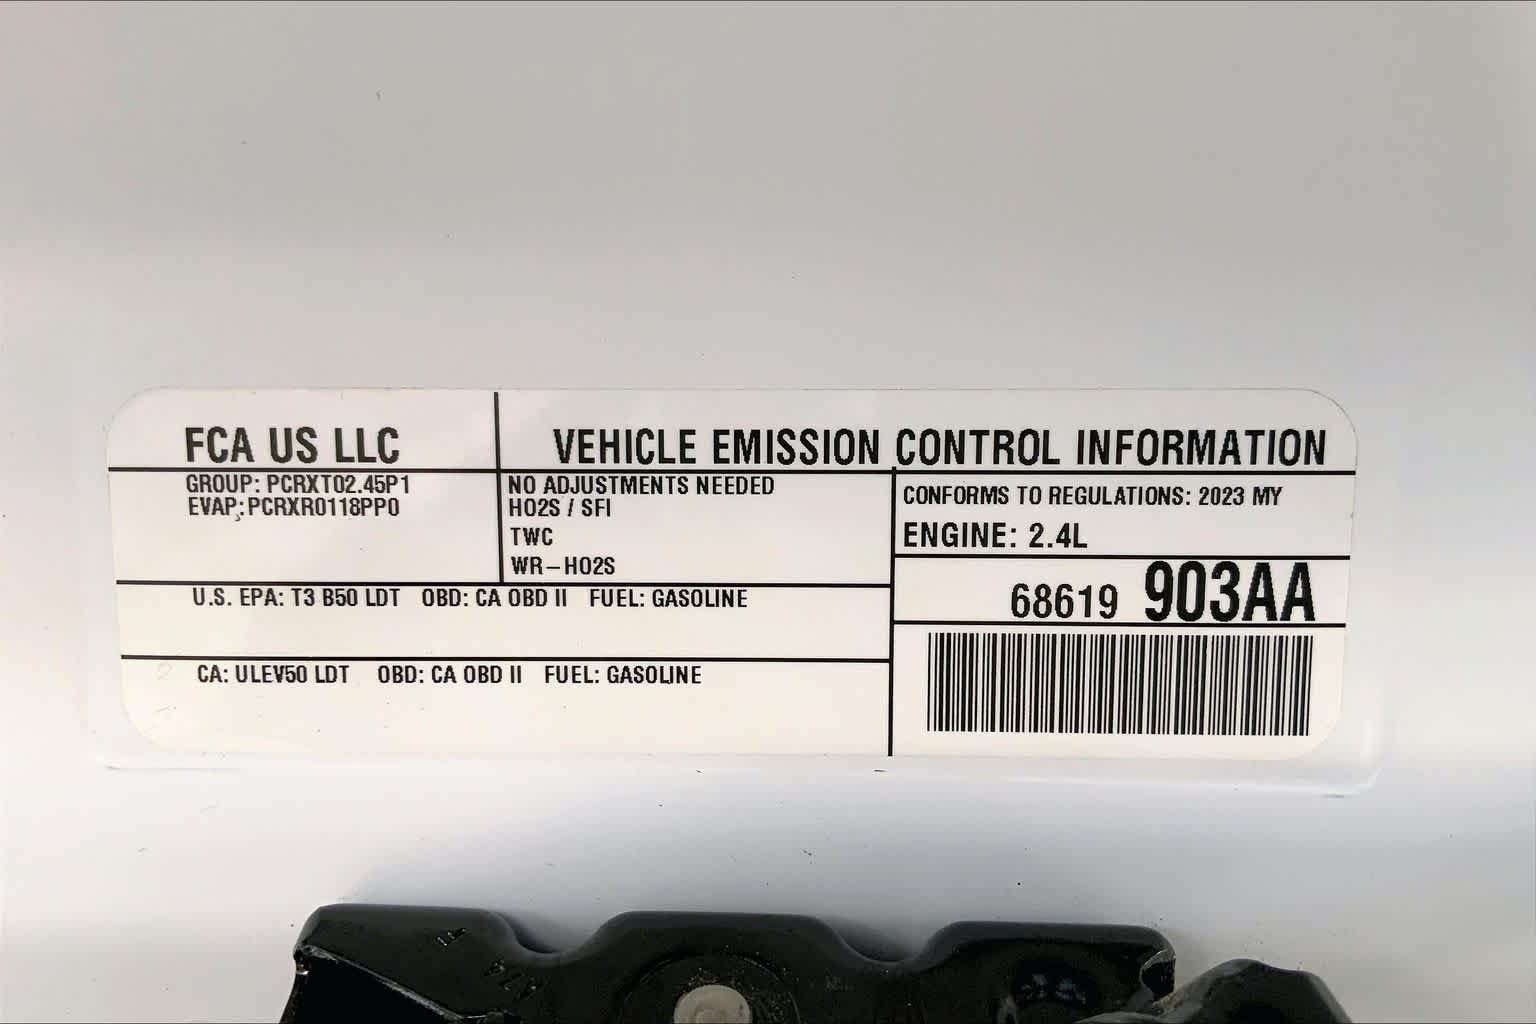 FCA US LLC
VEHICLE EMISSION CONTROL INFORMATION
GROUP: PCRXT02.45P1
EVAP: PCRXR0118PP0
NO ADJUSTMENTS NEEDED
HO2S / SFI
TWC
WR-HO2S
CONFORMS TO REGULATIONS: 2023 MY
ENGINE: 2.4L
68619 903AA
U.S. EPA: T3 B50 LDT OBD: CA OBD II FUEL: GASOLINE
CA: ULEV50 LDT OBD: CA OBD II FUEL: GASOLINE